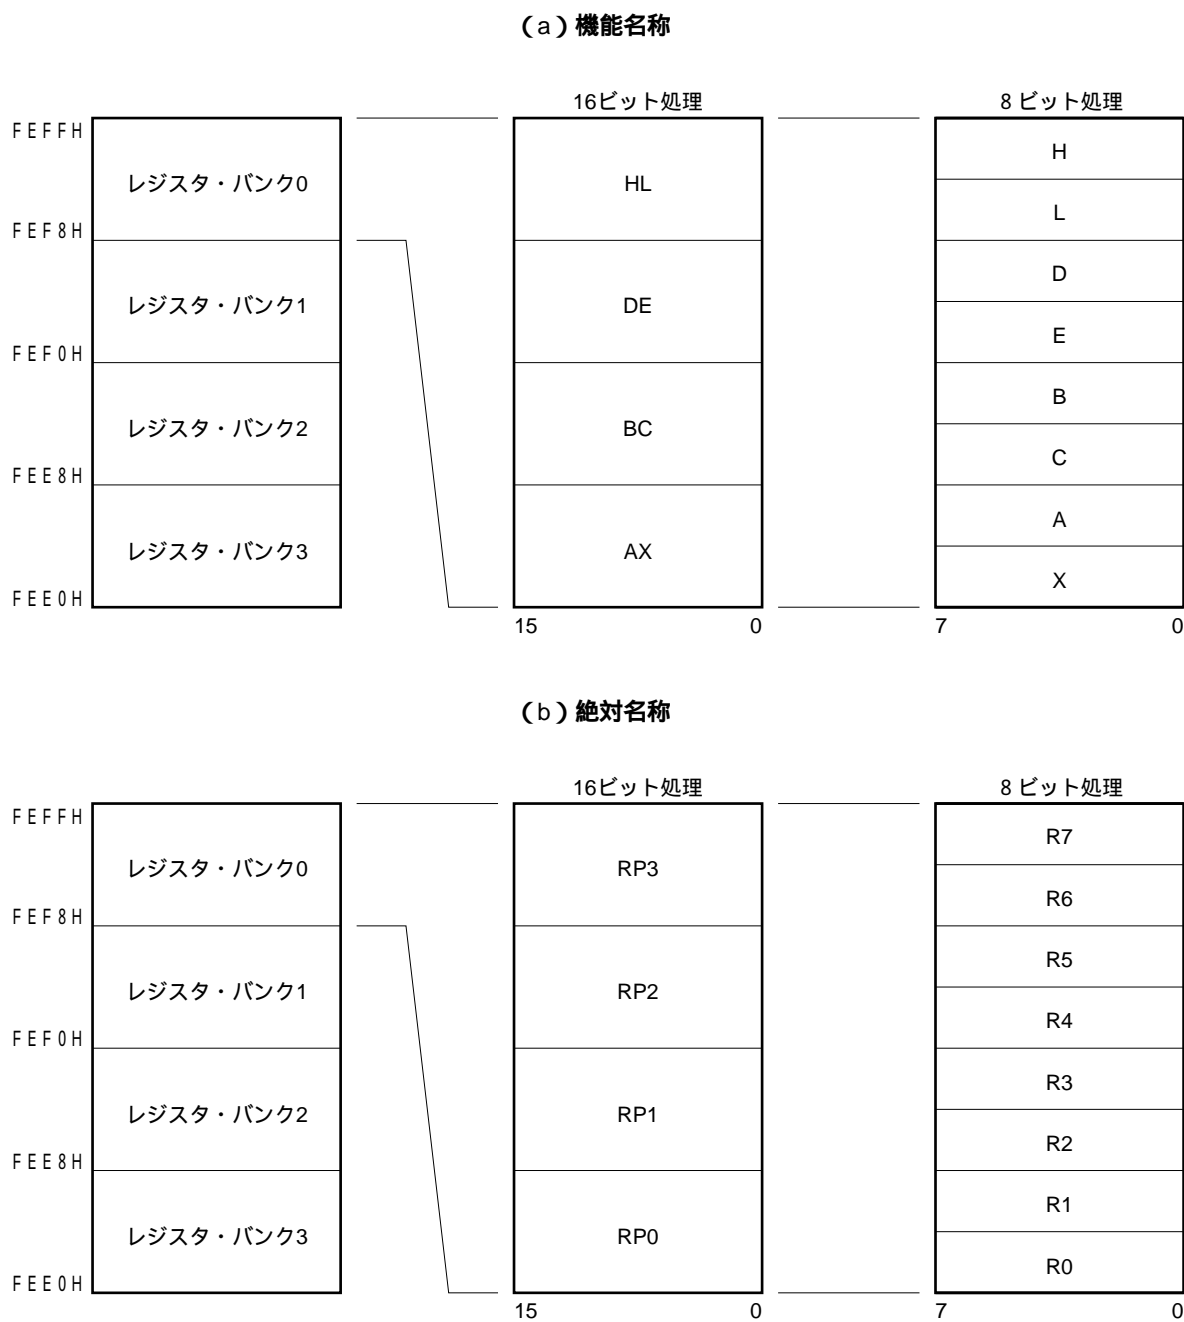 （a）機能名称
16ビット処理
8 ビット処理
FEFFH
レジスタ・バンク0
HL
H
L
FEF8H
レジスタ・バンク1
DE
D
E
FEF0H
レジスタ・バンク2
BC
B
C
FEE8H
レジスタ・バンク3
AX
A
X
FEE0H
15 0
7 0
（b）絶対名称
16ビット処理
8 ビット処理
FEFFH
レジスタ・バンク0
RP3
R7
R6
FEF8H
レジスタ・バンク1
RP2
R5
R4
FEF0H
レジスタ・バンク2
RP1
R3
R2
FEE8H
レジスタ・バンク3
RP0
R1
R0
FEE0H
15 0
7 0